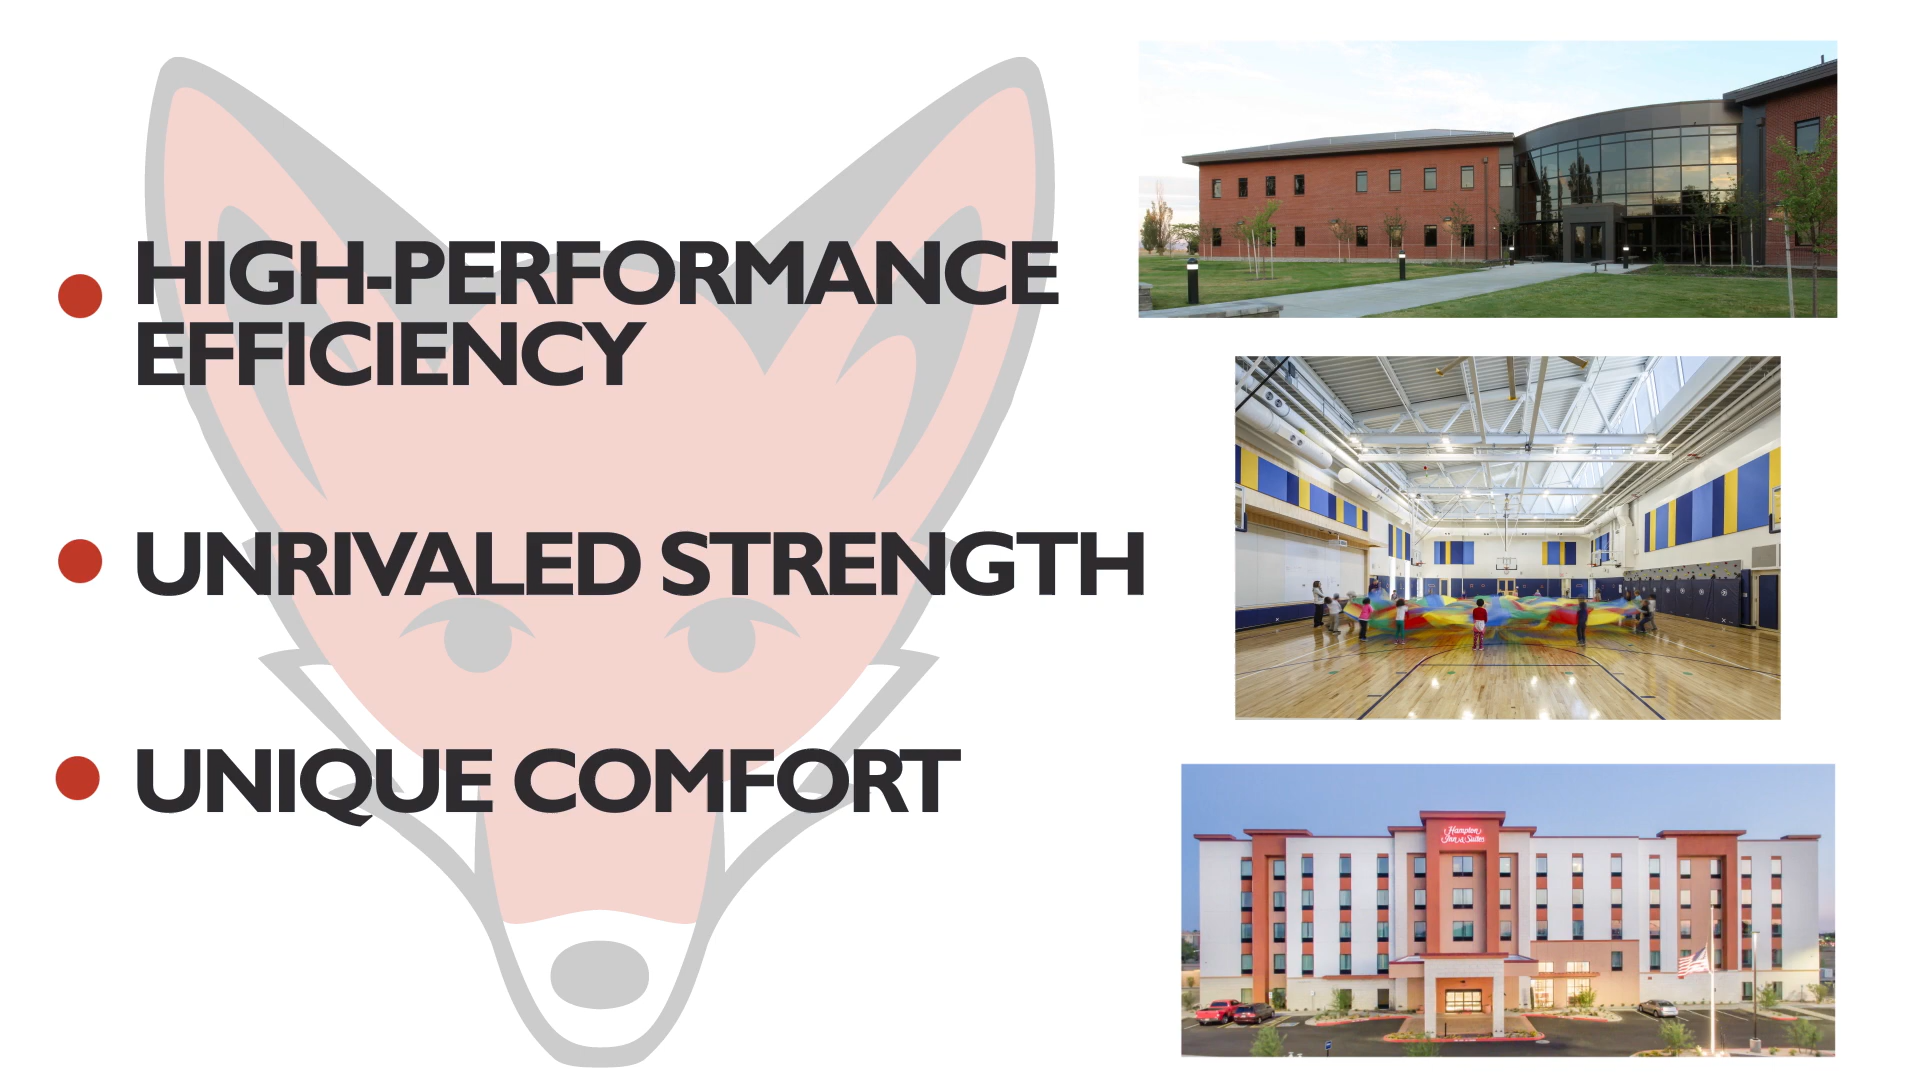 HIGH-PERFORMANCE
EFFICIENCY
UNRIVALED STRENGTH
UNIQUE COMFORT
Hampton
Inn & Suites